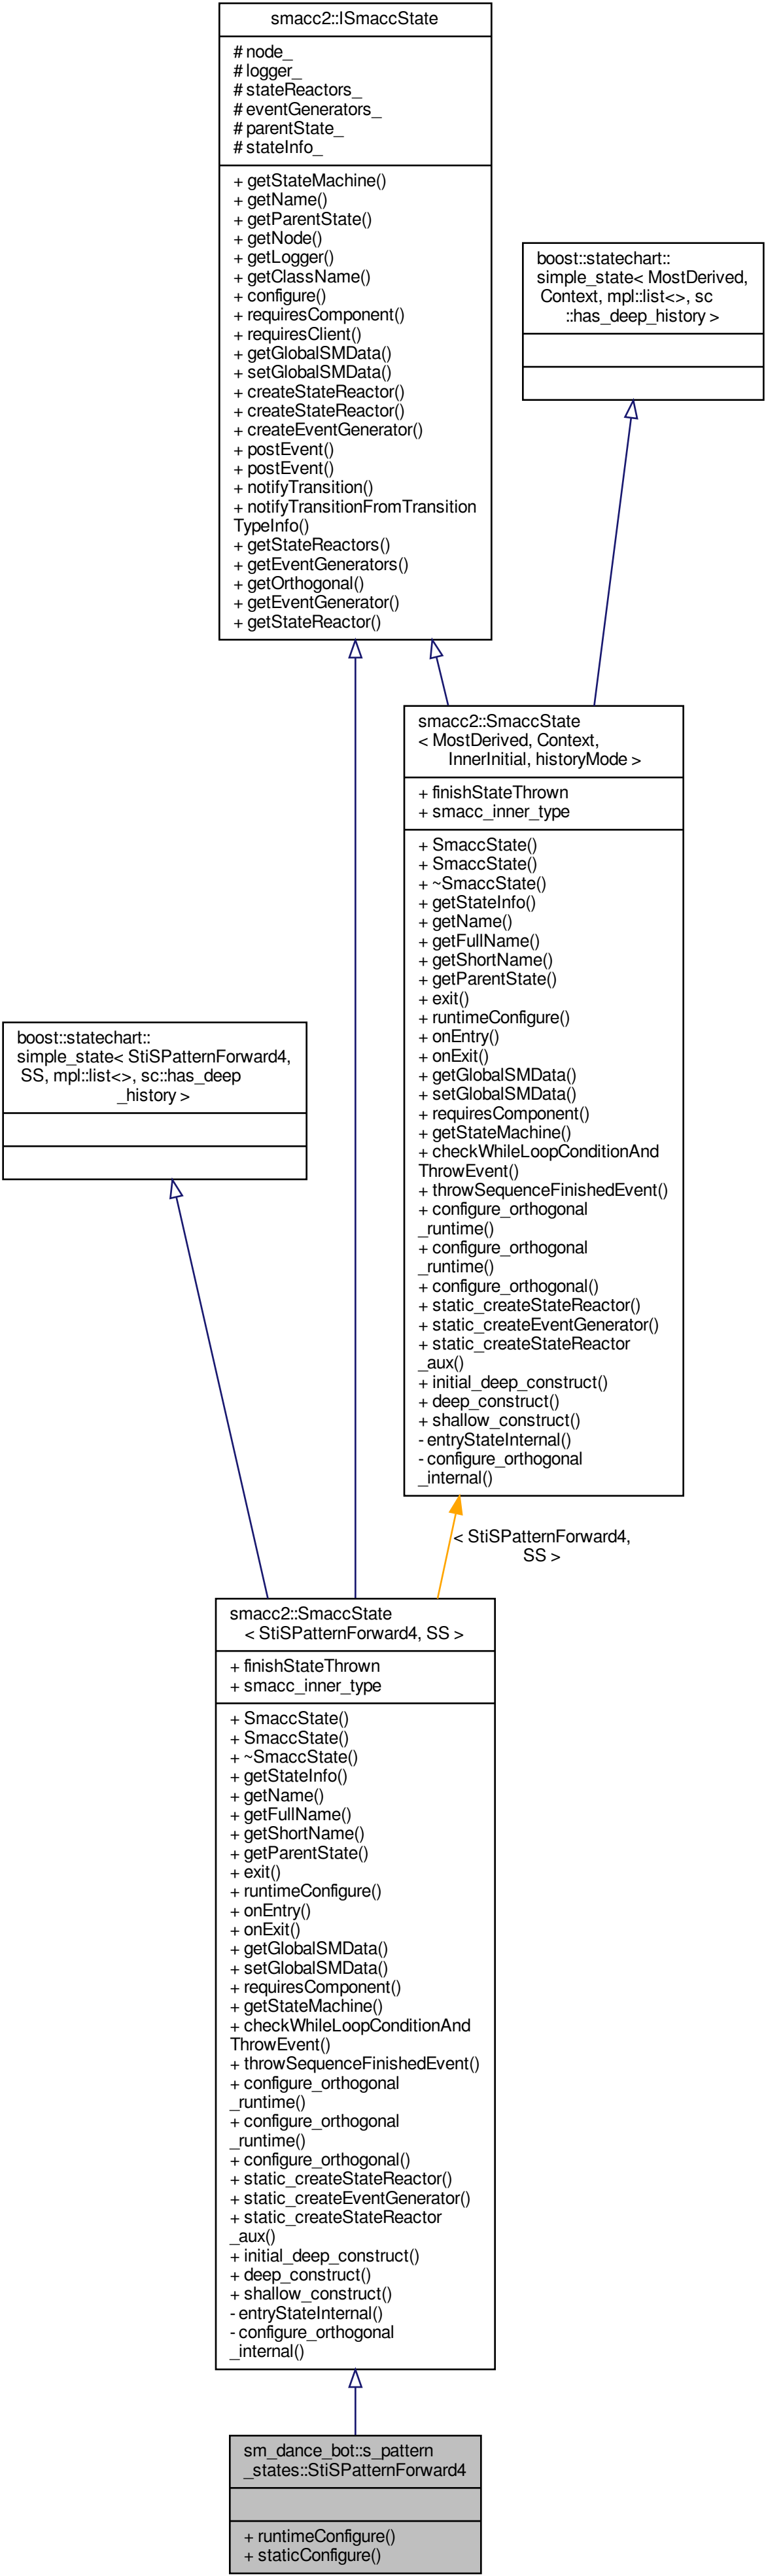 smacc2::ISmaccState
# node_
# logger_
# stateReactors_
# eventGenerators_
# parentState_
# stateInfo_
+ getStateMachine()
+ getName()
+ getParentState()
+ getNode()
+ getLogger()
+ getClassName()
+ configure()
+ requiresComponent()
+ requiresClient()
+ getGlobalSMData()
+ setGlobalSMData()
+ createStateReactor()
+ createStateReactor()
+ createEventGenerator()
+ postEvent()
+ postEvent()
+ notifyTransition()
+ notifyTransitionFromTransition
TypeInfo()
+ getStateReactors()
+ getEventGenerators()
+ getOrthogonal()
+ getEventGenerator()
+ getStateReactor()
boost::statechart::
simple_state< MostDerived,
Context, mpl::list<>, sc
::has_deep_history >
smacc2::SmaccState
< MostDerived, Context,
InnerInitial, historyMode >
+ finishStateThrown
+ smacc_inner_type
+ SmaccState()
+ SmaccState()
+ ~SmaccState()
+ getStateInfo()
+ getName()
+ getFullName()
+ getShortName()
+ getParentState()
+ exit()
+ runtimeConfigure()
+ onEntry()
+ onExit()
+ getGlobalSMData()
+ setGlobalSMData()
+ requiresComponent()
+ getStateMachine()
+ checkWhileLoopConditionAnd
ThrowEvent()
+ throwSequenceFinishedEvent()
+ configure_orthogonal
_runtime()
+ configure_orthogonal
_runtime()
+ configure_orthogonal()
+ static_createStateReactor()
+ static_createEventGenerator()
+ static_createStateReactor
_aux()
+ initial_deep_construct()
+ deep_construct()
+ shallow_construct()
- entryStateInternal()
- configure_orthogonal
_internal()
boost::statechart::
simple_state< StiSPatternForward4,
SS, mpl::list<>, sc::has_deep
_history >
< StiSPatternForward4,
SS >
smacc2::SmaccState
< StiSPatternForward4, SS >
+ finishStateThrown
+ smacc_inner_type
+ SmaccState()
+ SmaccState()
+ ~SmaccState()
+ getStateInfo()
+ getName()
+ getFullName()
+ getShortName()
+ getParentState()
+ exit()
+ runtimeConfigure()
+ onEntry()
+ onExit()
+ getGlobalSMData()
+ setGlobalSMData()
+ requiresComponent()
+ getStateMachine()
+ checkWhileLoopConditionAnd
ThrowEvent()
+ throwSequenceFinishedEvent()
+ configure_orthogonal
_runtime()
+ configure_orthogonal
_runtime()
+ configure_orthogonal()
+ static_createStateReactor()
+ static_createEventGenerator()
+ static_createStateReactor
_aux()
+ initial_deep_construct()
+ deep_construct()
+ shallow_construct()
- entryStateInternal()
- configure_orthogonal
_internal()
sm_dance_bot::s_pattern
_states::StiSPatternForward4
+ runtimeConfigure()
+ staticConfigure()